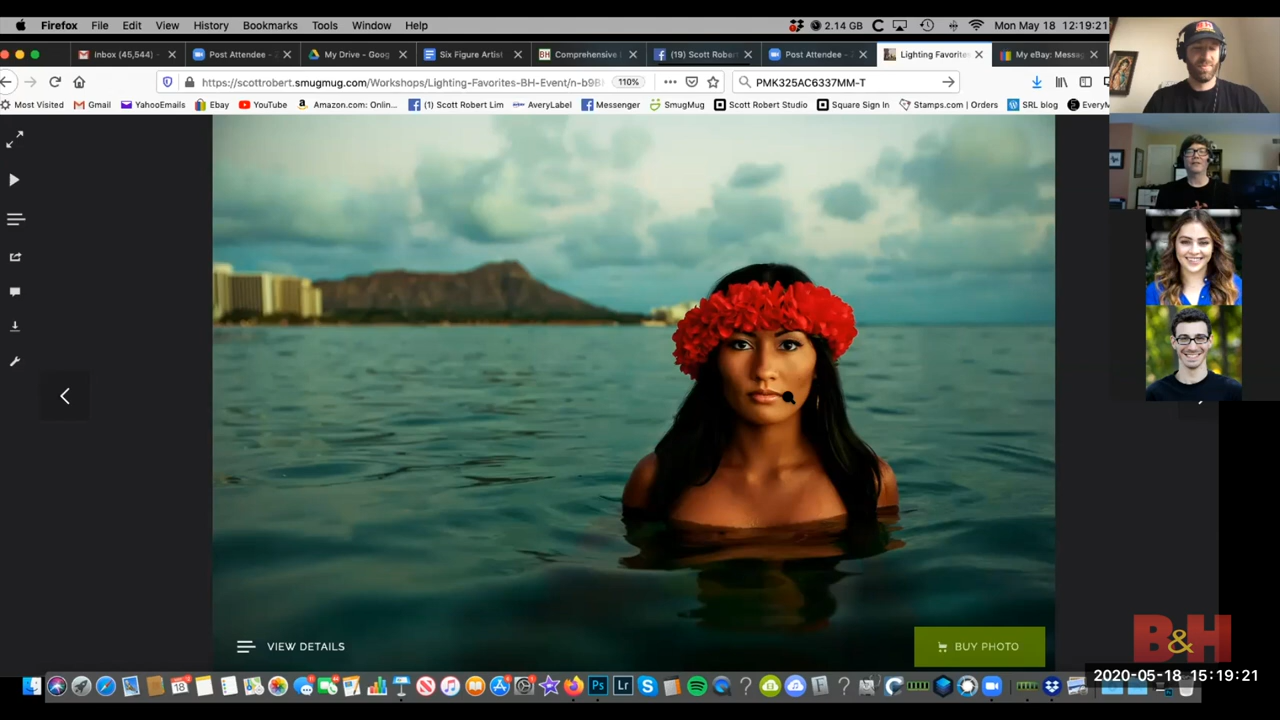 Firefox File Edit View History Bookmarks Tools Window Help 2.14 GB Mon May 18 12:19:21
Inbox (45,544) Post Attendee - Z My Drive - Goog Six Figure Artist Comprehensive (19) Scott Robert Post Attendee - Z Lighting Favorites My eBay: Messag
https://scottrobert.smugmug.com/Workshops/Lighting-Favorites-BH-Event/n-b9B 110% PMK325AC6337MM-T
Most Visited Gmail YahooEmails Ebay YouTube Amazon.com: Onlin... (1) Scott Robert Lim AveryLabel Messenger SmugMug Scott Robert Studio Square Sign In Stamps.com | Orders SRL blog EveryM
VIEW DETAILS
BUY PHOTO
B&H
2020-05-18 15:19:21